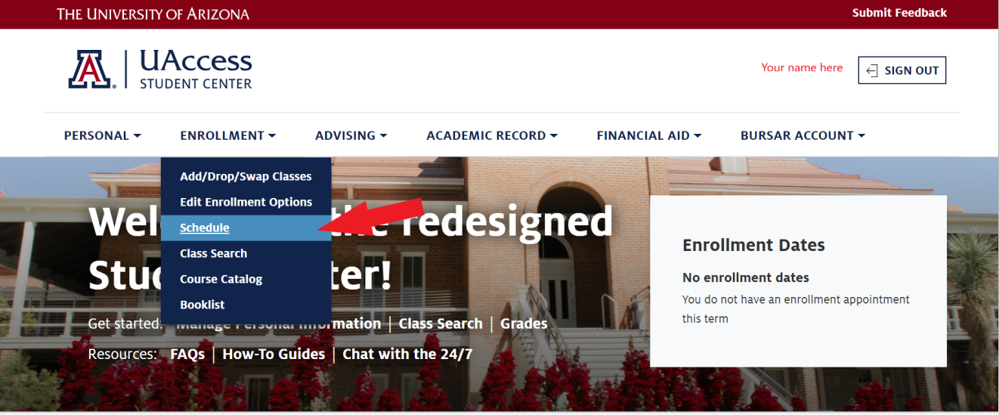 THE UNIVERSITY OF ARIZONA
Submit Feedback
A
UACCESS
STUDENT CENTER
Your name here
SIGN OUT
PERSONAL
ENROLLMENT
ADVISING
ACADEMIC RECORD
FINANCIAL AID
BURSAR ACCOUNT
Add/Drop/Swap Classes
Edit Enrollment Options
Schedule
Class Search
Course Catalog
Booklist
Wel the redesigned
Stu ter!
Get started: Manage Personal Information | Class Search | Grades
Resources: FAQs | How-To Guides | Chat with the 24/7
Enrollment Dates
No enrollment dates
You do not have an enrollment appointment
this term